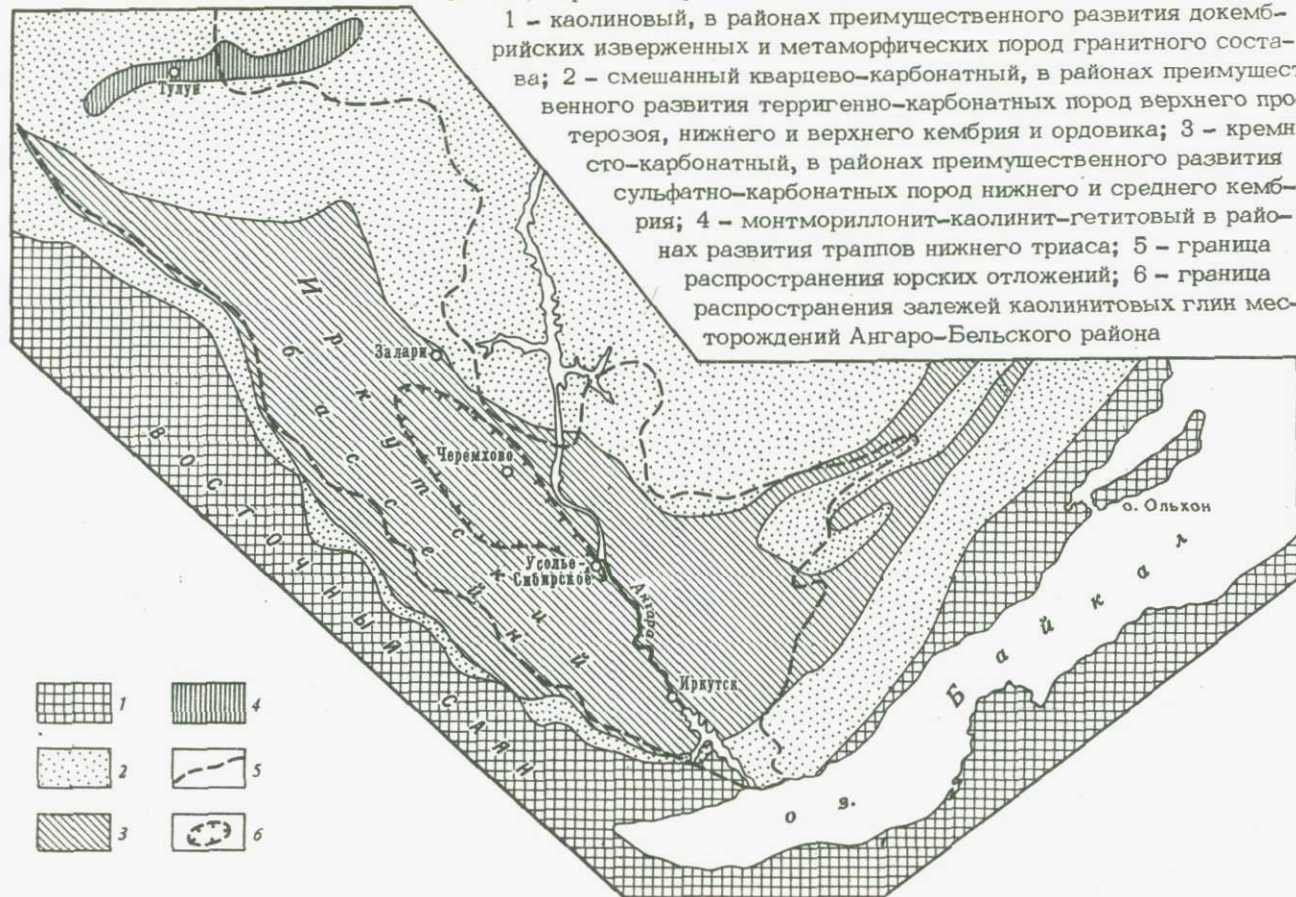 1 – каолиновый, в районах преимущественного развития докемб-
рийских изверженных и метаморфических пород гранитного соста-
ва; 2 – смешанный кварцево-карбонатный, в районах преимущест
венного развития терригенно-карбонатных пород верхнего про
терозоя, нижнего и верхнего кембрия и ордовика; 3 – кремн
сто-карбонатный, в районах преимущественного развития
сульфатно-карбонатных пород нижнего и среднего кемб-
рия; 4 – монтмориллонит-каолинит-гетитовый в райо-
нах развития траппов нижнего триаса; 5 – граница
распространения юрских отложений; 6 – граница
распространения залежей каолинитовых глин мес-
торождений Ангаро-Бельского района
Тулун
Залари
Черемхово
Усолье-
Сибирское
Ангара
Иркутск
Иркутский
бассейн
ВОСТОЧНЫЙ САЯН
о. Ольхон
оз. Байкал
1
2
3
4
5
6